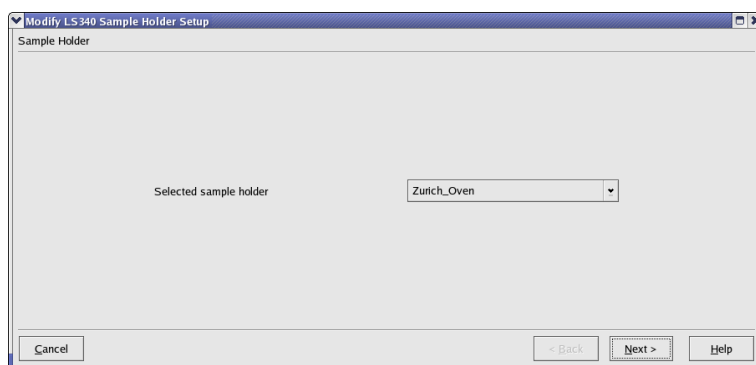 Modify LS340 Sample Holder Setup
Sample Holder
Selected sample holder Zurich_Oven
Cancel < Back Next > Help